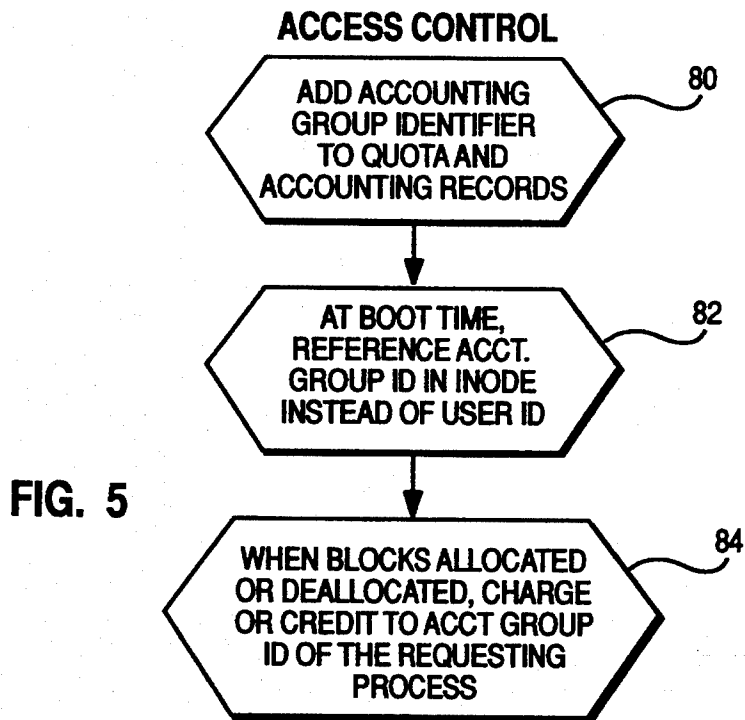 ACCESS CONTROL
ADD ACCOUNTING
GROUP IDENTIFIER
TO QUOTA AND
ACCOUNTING RECORDS
80
AT BOOT TIME,
REFERENCE ACCT.
GROUP ID IN INODE
INSTEAD OF USER ID
82
FIG. 5
WHEN BLOCKS ALLOCATED
OR DEALLOCATED, CHARGE
OR CREDIT TO ACCT GROUP
ID OF THE REQUESTING
PROCESS
84